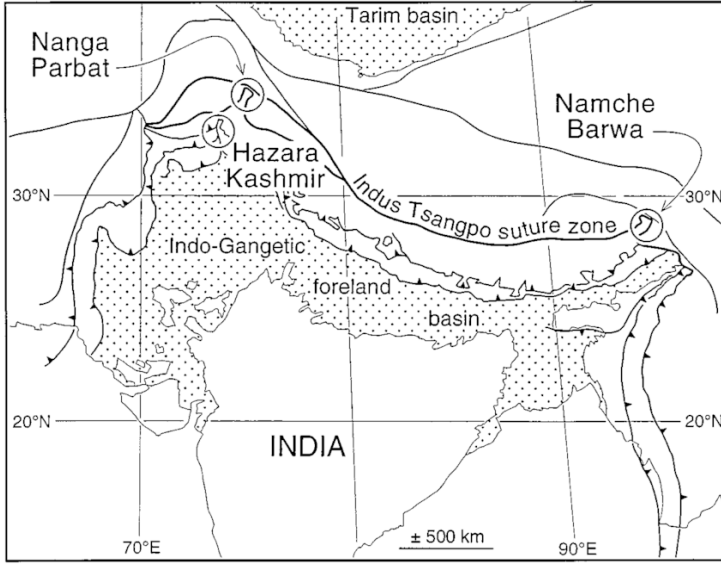 Tarim basin
Nanga
Parbat
Namche
Barwa
Hazara
Kashmir
30°N
30°N
Indus Tsangpo suture zone
Indo-Gangetic
foreland
basin
20°N
20°N
INDIA
± 500 km
70°E
90°E